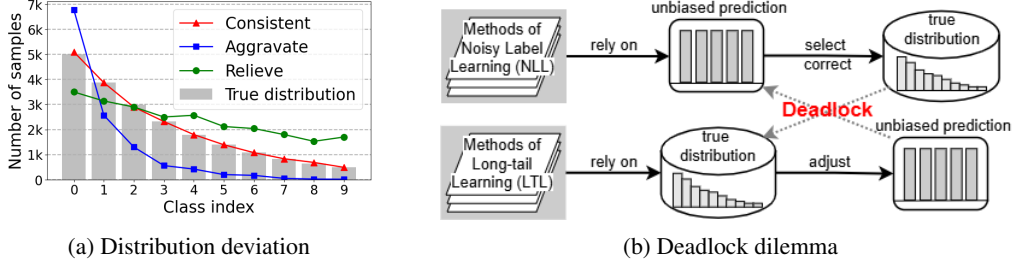 7k
6k
5k
4k
3k
2k
1k
0
Number of samples
Consistent
Aggravate
Relieve
True distribution
0 1 2 3 4 5 6 7 8 9
Class index
(a) Distribution deviation
Methods of
Noisy Label
Learning (NLL)
rely on
unbiased prediction
select
correct
true
distribution
Deadlock
Methods of
Long-tail
Learning (LTL)
rely on
true
distribution
adjust
unbiased prediction
(b) Deadlock dilemma